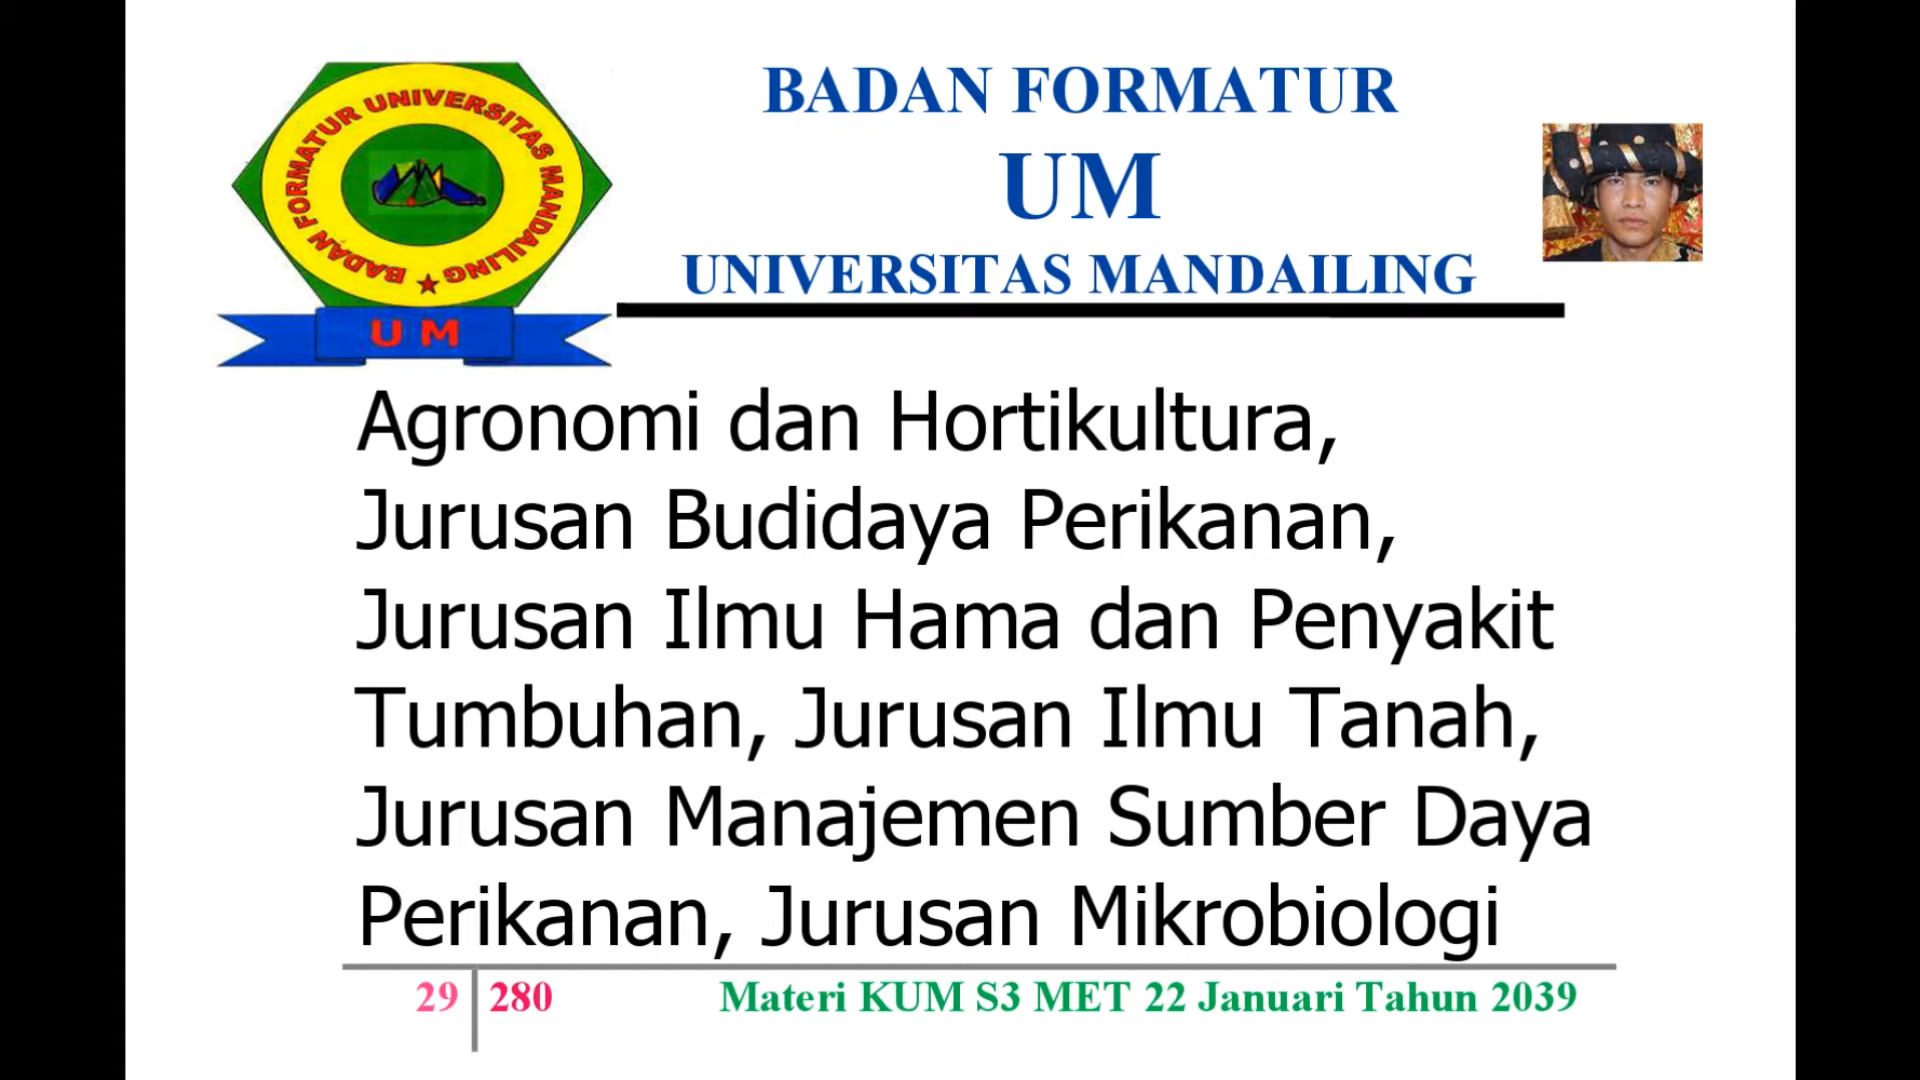 BADAN FORMATUR UNIVERSITAS MANDAILING
U M
BADAN FORMATUR
UM
UNIVERSITAS MANDAILING
Agronomi dan Hortikultura,
Jurusan Budidaya Perikanan,
Jurusan Ilmu Hama dan Penyakit
Tumbuhan, Jurusan Ilmu Tanah,
Jurusan Manajemen Sumber Daya
Perikanan, Jurusan Mikrobiologi
29 280 Materi KUM S3 MET 22 Januari Tahun 2039